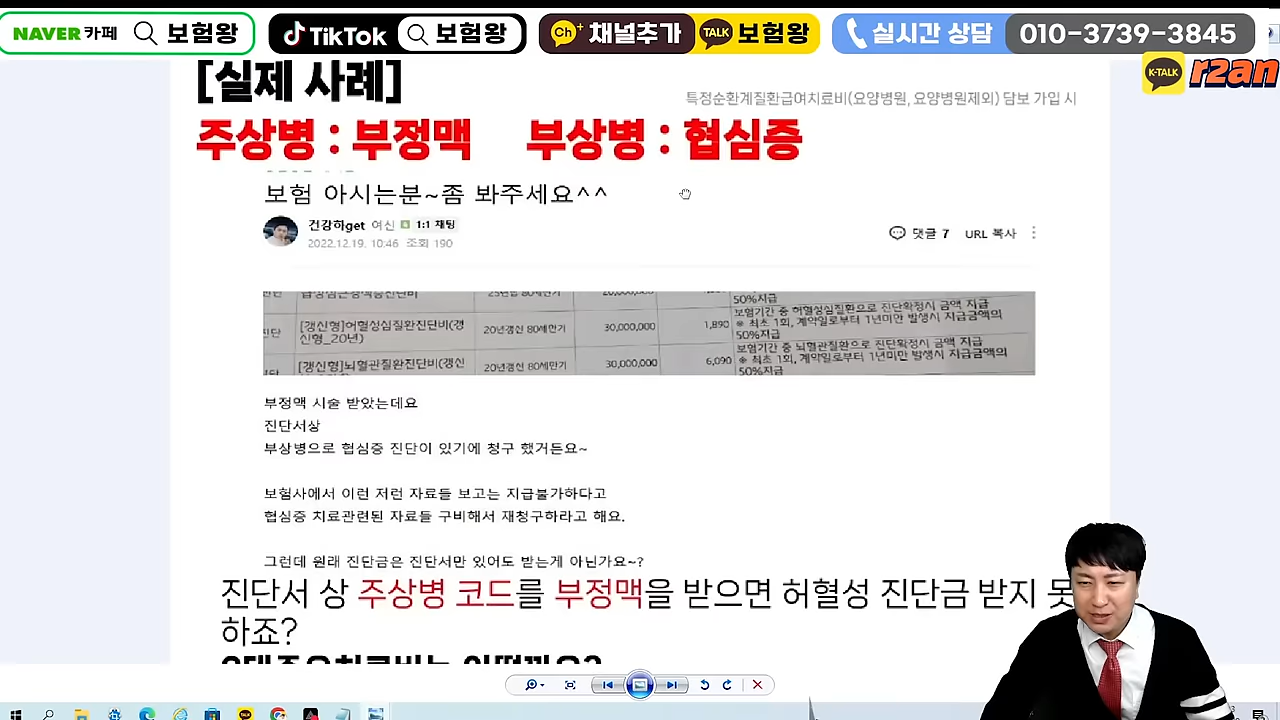 NAVER 카페 보험왕
TikTok 보험왕
Ch+ 채널추가 TALK 보험왕
실시간 상담 010-3739-3845
K-TALK r2an
[실제 사례]
특정순환계질환급여치료비(요양병원, 요양병원제외) 담보 가입 시
주상병 : 부정맥 부상병 : 협심증
보험 아시는분~좀 봐주세요^^
건강하get 여신 1:1 채팅
2022.12.19. 10:46 조회 190
댓글 7 URL 복사
50%지급
[갱신형]허혈성심질환진단비(갱신형_20년) 20년갱신 80세만기 30,000,000 1,890
보험기간 중 허혈성심질환으로 진단확정시 금액 지급
※ 최초 1회, 계약일로부터 1년미만 발생시 지급금액의
50%지급
[갱신형]뇌혈관질환진단비(갱신 20년갱신 80세만기 30,000,000 6,090
보험기간 중 뇌혈관질환으로 진단확정시 금액 지급
※ 최초 1회, 계약일로부터 1년미만 발생시 지급금액의
50%지급
부정맥 시술 받았는데요
진단서상
부상병으로 협심증 진단이 있기에 청구 했거든요~
보험사에서 이런 저런 자료들 보고는 지급불가하다고
협심증 치료관련된 자료들 구비해서 재청구하라고 해요.
그런데 원래 진단금은 진단서만 있어도 받는게 아닌가요~?
진단서 상 주상병 코드를 부정맥을 받으면 허혈성 진단금 받지 못
하죠?